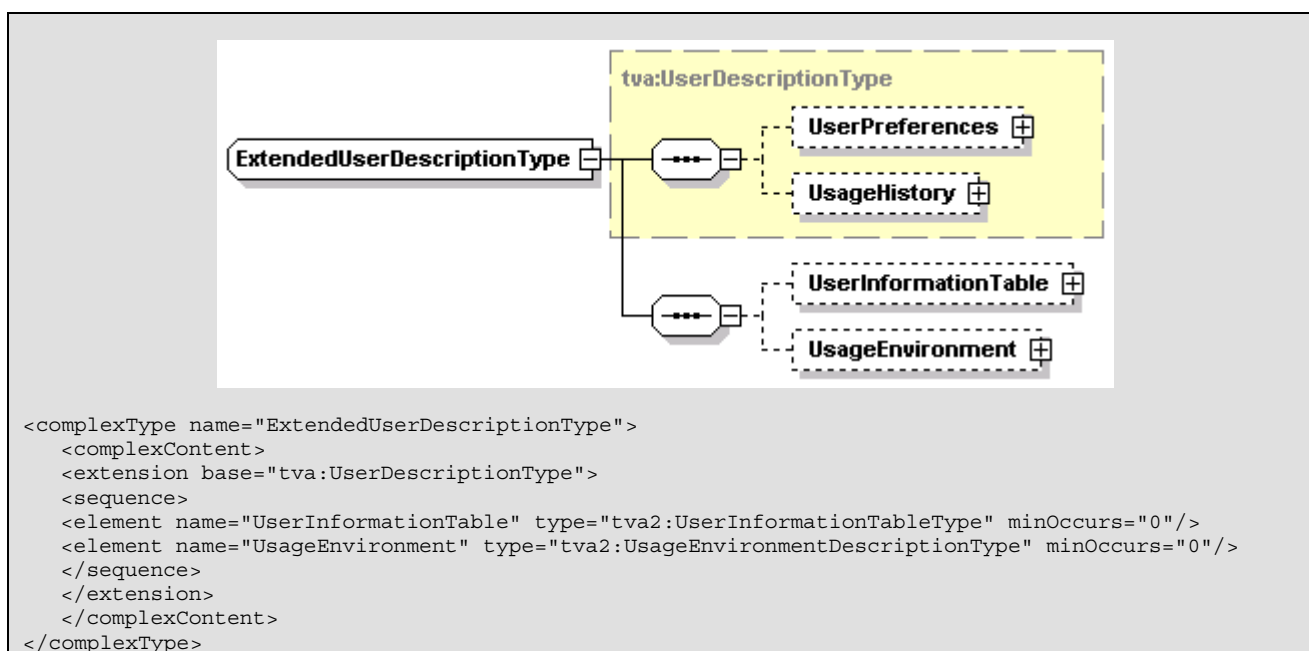 tva:UserDescriptionType
UserPreferences
ExtendedUserDescriptionType
UsageHistory
UserInformationTable
UsageEnvironment
<complexType name="ExtendedUserDescriptionType">
<complexContent>
<extension base="tva:UserDescriptionType">
<sequence>
<element name="UserInformationTable" type="tva2:UserInformationTableType" minOccurs="0"/>
<element name="UsageEnvironment" type="tva2:UsageEnvironmentDescriptionType" minOccurs="0"/>
</sequence>
</extension>
</complexContent>
</complexType>